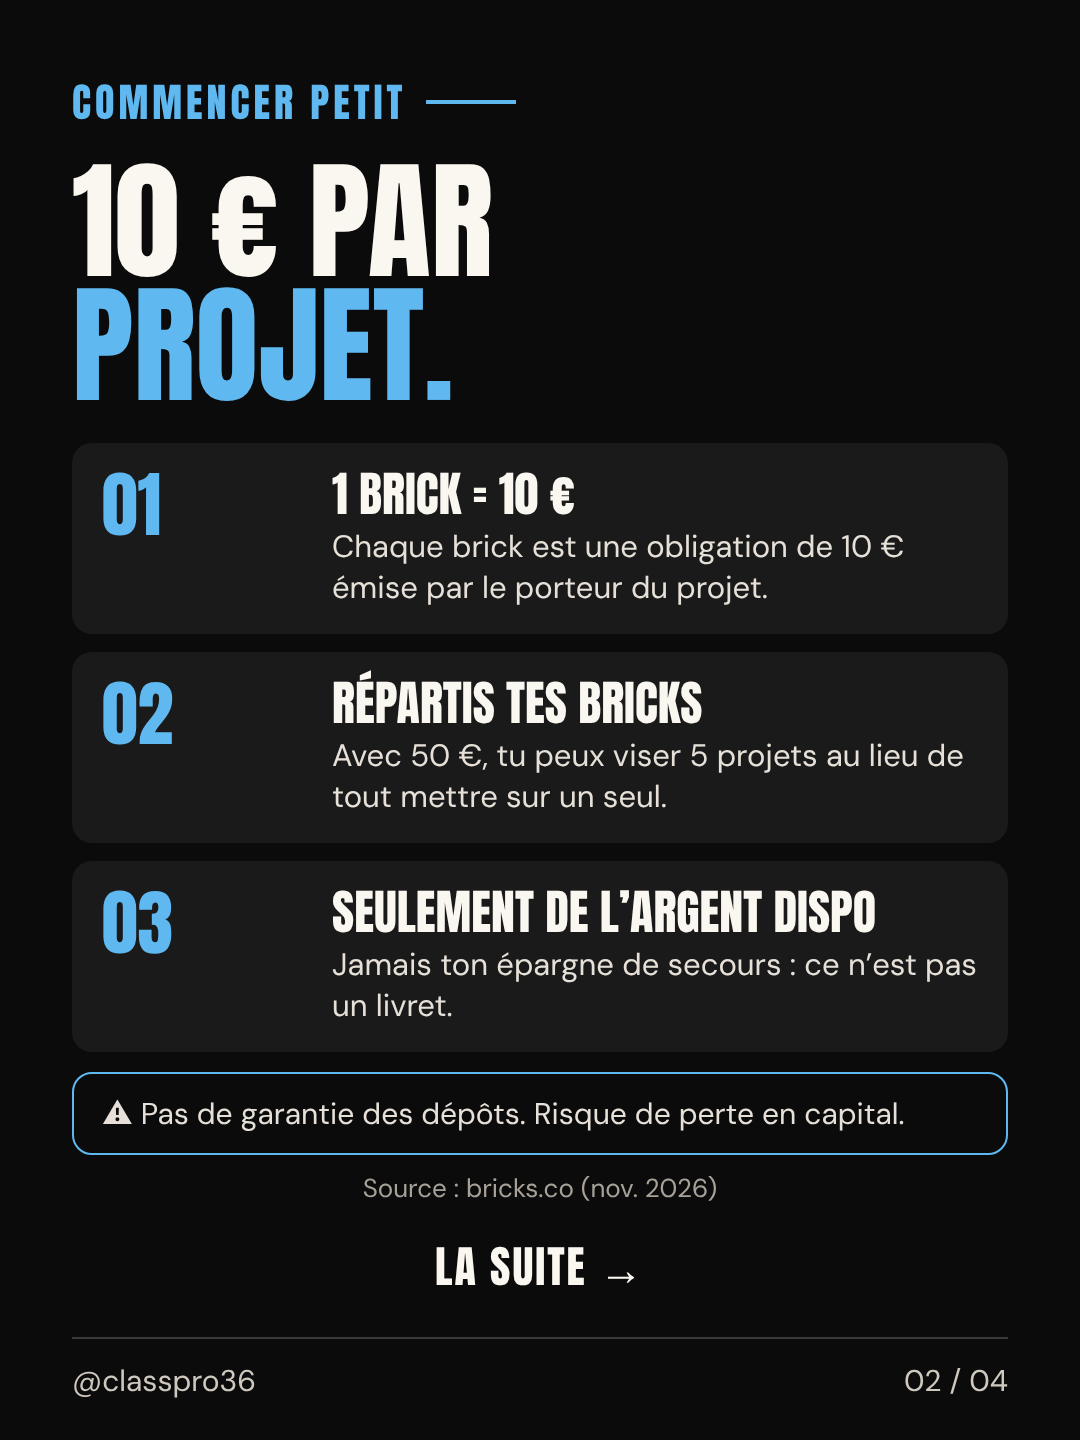 COMMENCER PETIT
10 € PAR
PROJET.
01
1 BRICK = 10 €
Chaque brick est une obligation de 10 €
émise par le porteur du projet.
02
RÉPARTIS TES BRICKS
Avec 50 €, tu peux viser 5 projets au lieu de
tout mettre sur un seul.
03
SEULEMENT DE L’ARGENT DISPO
Jamais ton épargne de secours : ce n’est pas
un livret.
⚠ Pas de garantie des dépôts. Risque de perte en capital.
Source : bricks.co (nov. 2026)
LA SUITE →
@classpro36
02 / 04